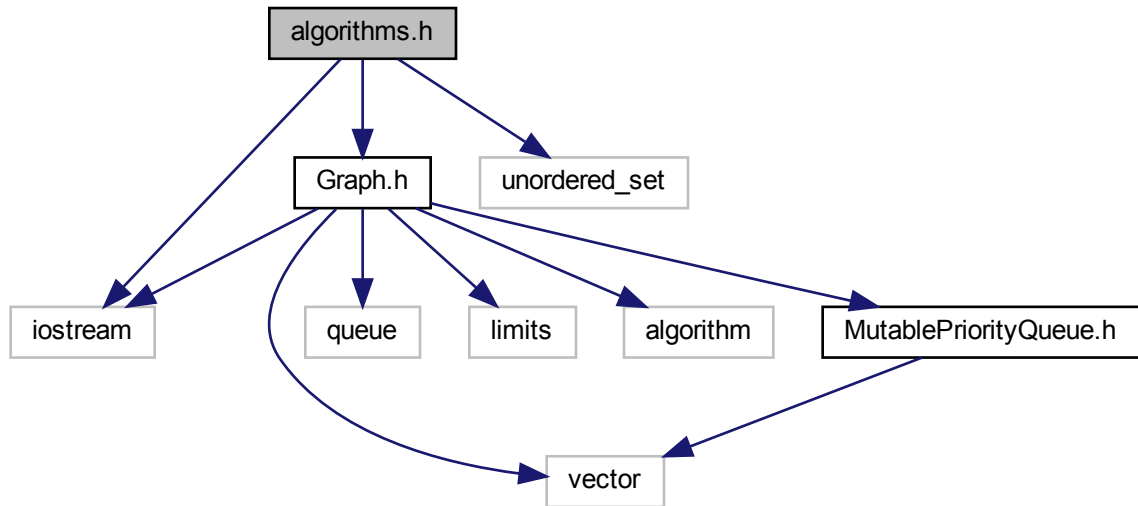 algorithms.h
Graph.h
unordered_set
iostream
queue
limits
algorithm
MutablePriorityQueue.h
vector